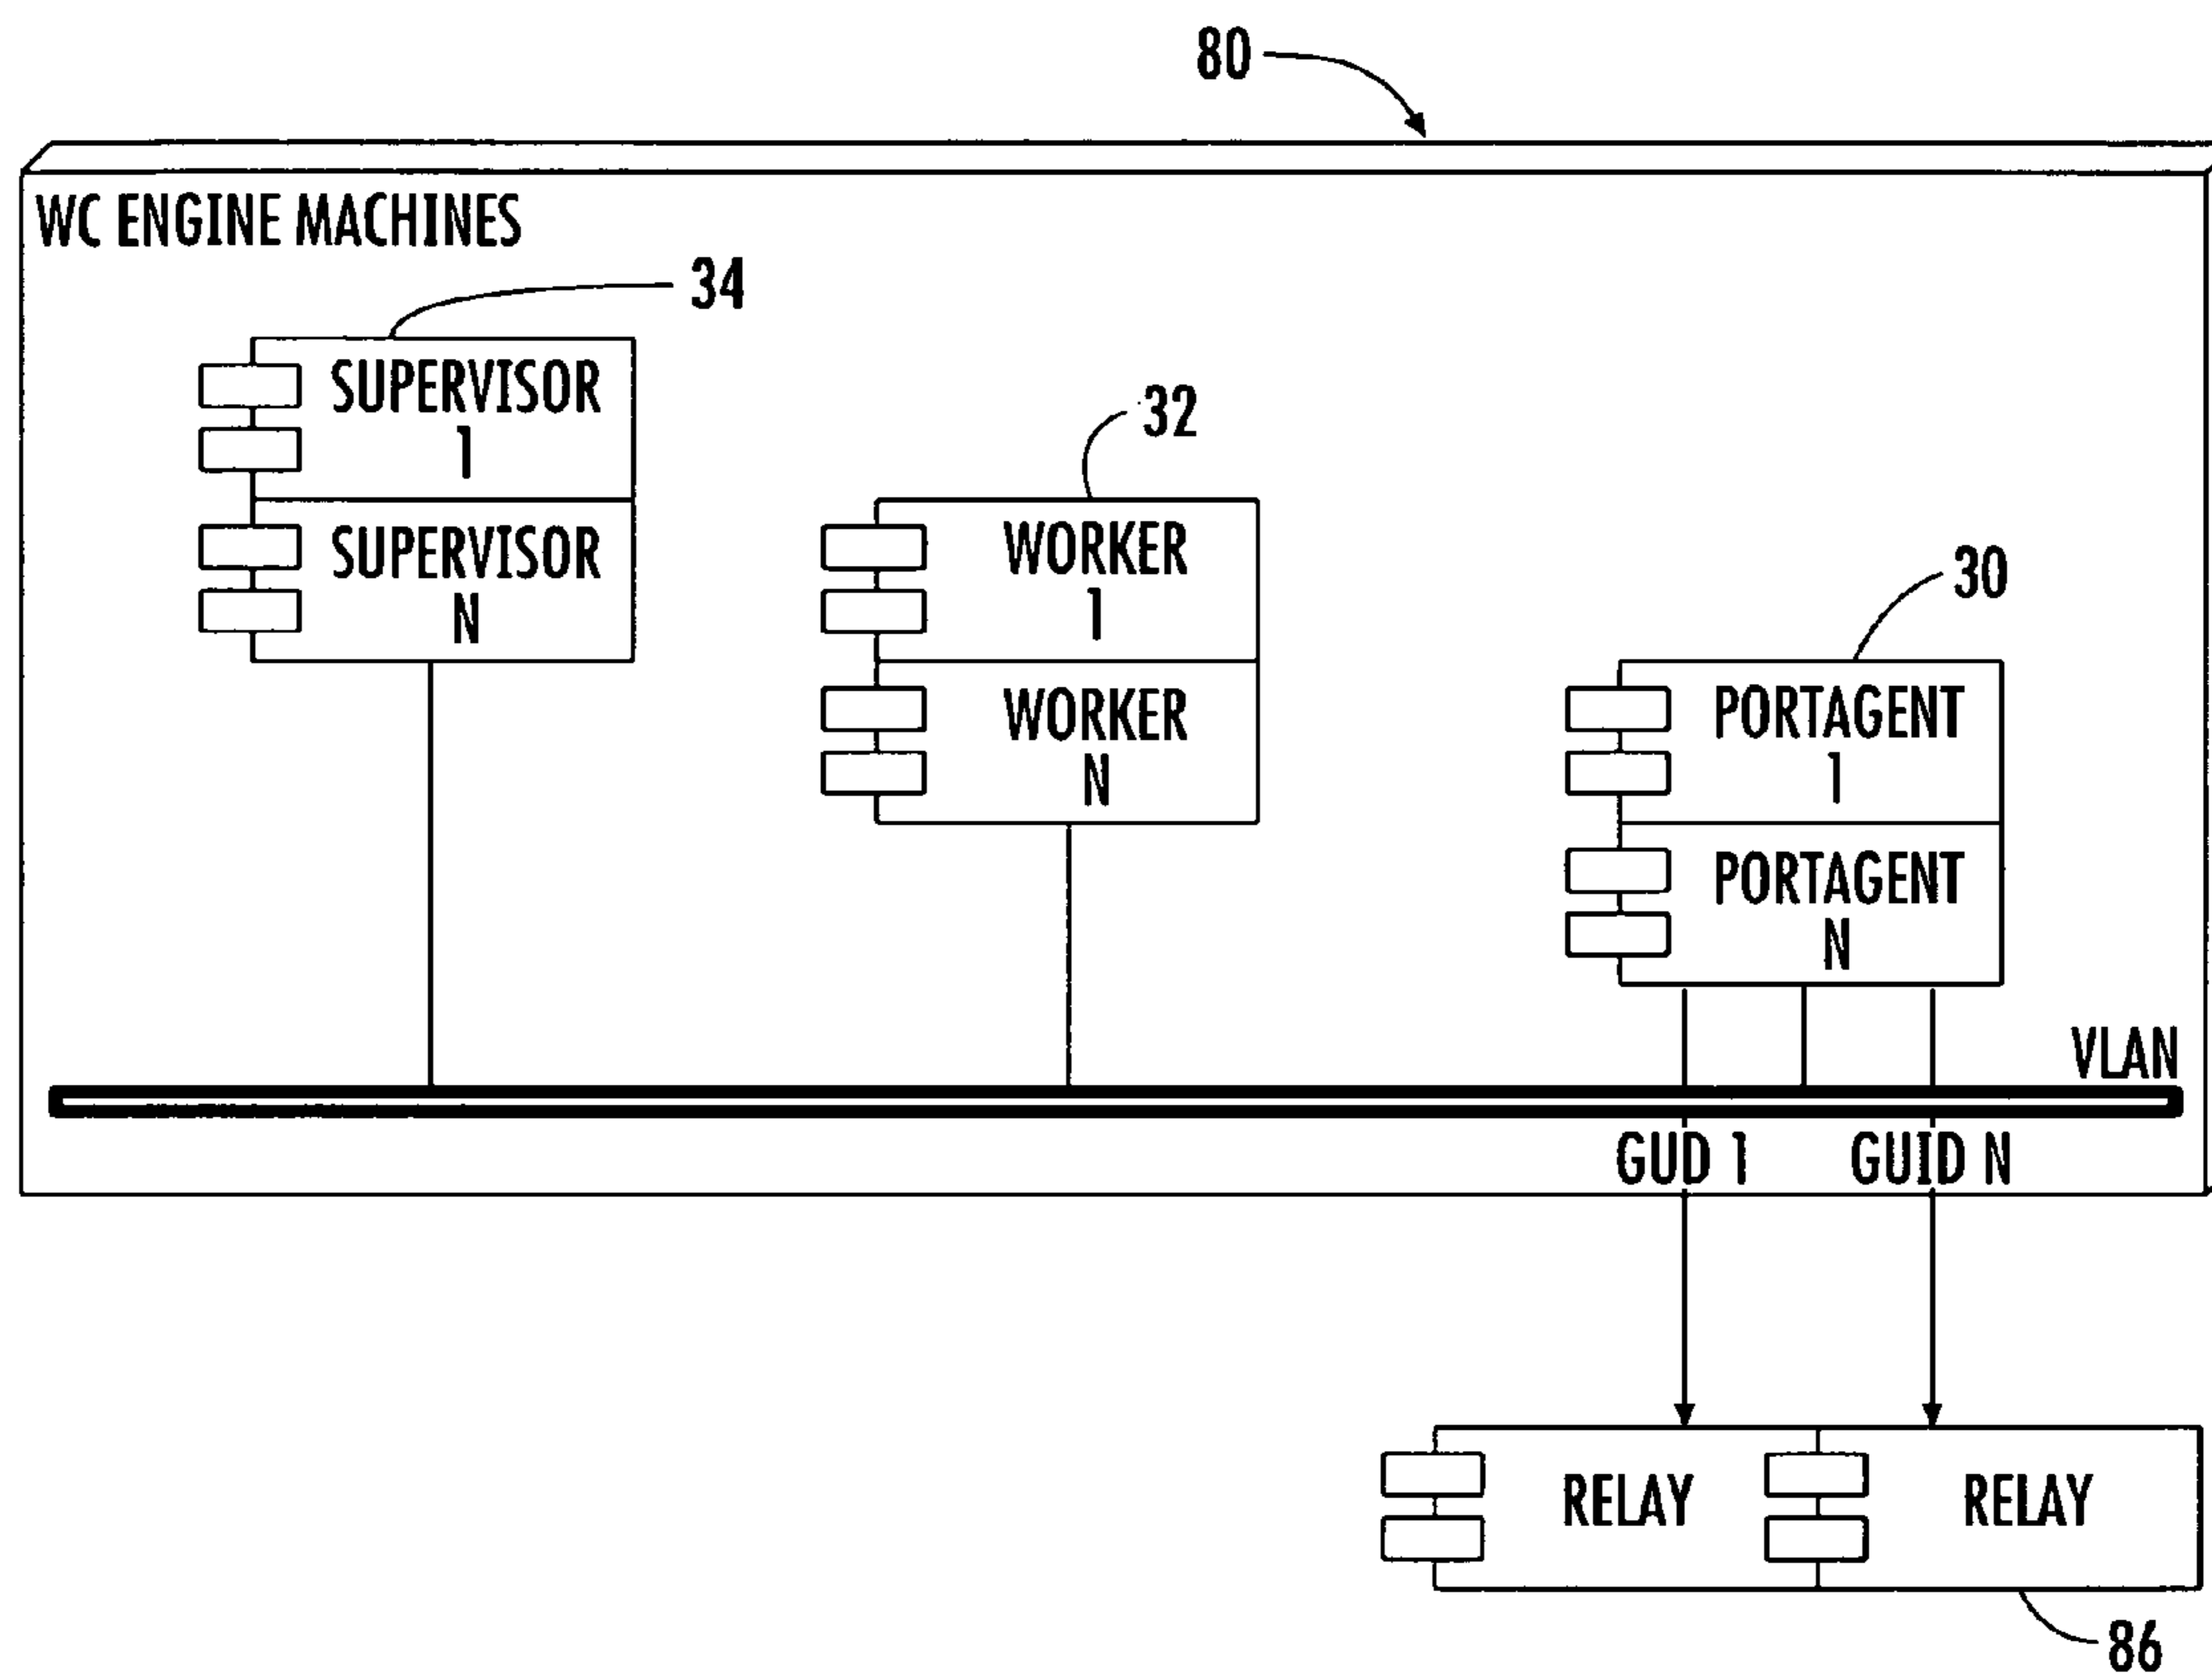 80
WC ENGINE MACHINES
34
SUPERVISOR
1
SUPERVISOR
N
32
WORKER
1
WORKER
N
30
PORTAGENT
1
PORTAGENT
N
VLAN
GUD 1 GUID N
RELAY RELAY
86